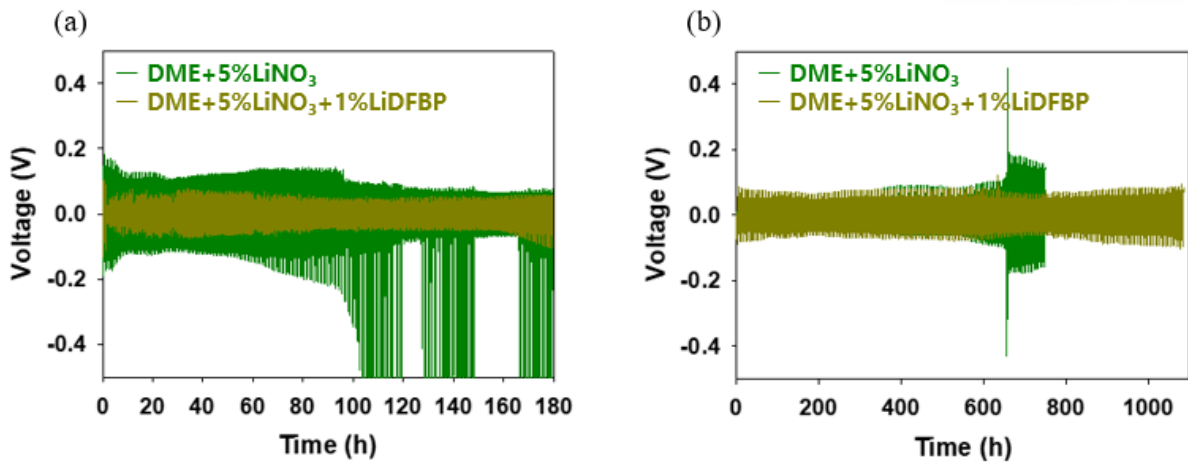 (a)
DME+5%LiNO₃
DME+5%LiNO₃+1%LiDFBP
0.4
0.2
0.0
-0.2
-0.4
Voltage (V)
0 20 40 60 80 100 120 140 160 180
Time (h)
(b)
DME+5%LiNO₃
DME+5%LiNO₃+1%LiDFBP
0.4
0.2
0.0
-0.2
-0.4
Voltage (V)
0 200 400 600 800 1000
Time (h)